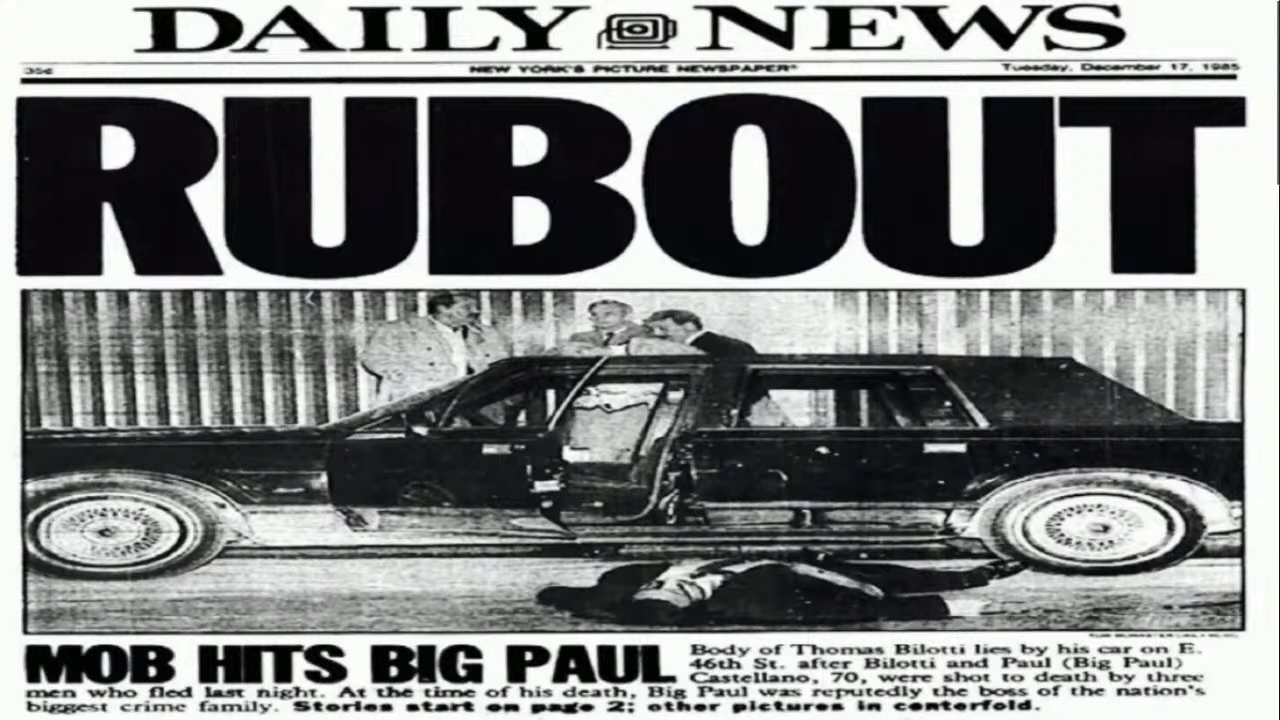 DAILY NEWS
35¢ NEW YORK'S PICTURE NEWSPAPER® Tuesday, December 17, 1985
RUBOUT
MOB HITS BIG PAUL
Body of Thomas Bilotti lies by his car on E.
46th St. after Bilotti and Paul (Big Paul)
Castellano, 70, were shot to death by three
men who fled last night. At the time of his death, Big Paul was reputedly the boss of the nation's
biggest crime family. Stories start on page 2; other pictures in centerfold.